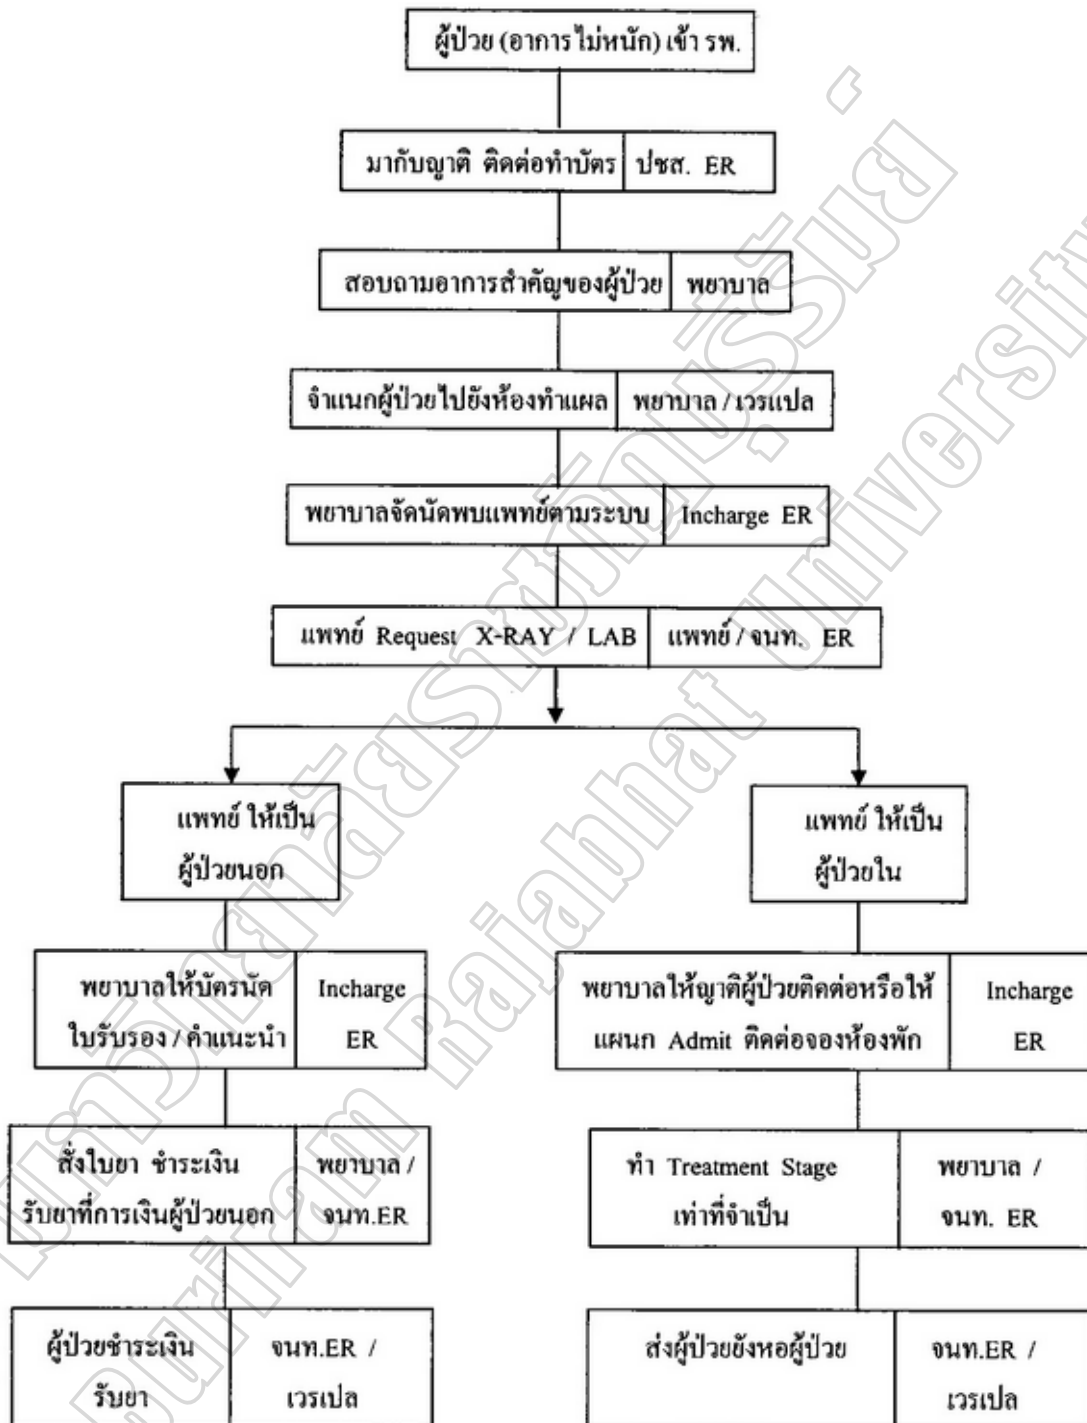 ผู้ป่วย (อาการไม่หนัก) เข้า รพ.
มากับญาติ ติดต่อทำบัตร ปชส. ER
สอบถามอาการสำคัญของผู้ป่วย พยาบาล
จำแนกผู้ป่วยไปยังห้องทำแผล พยาบาล / เวรแปล
พยาบาลจัดนัดพบแพทย์ตามระบบ Incharge ER
แพทย์ Request X-RAY / LAB แพทย์ / จนท. ER
แพทย์ ให้เป็น
ผู้ป่วยนอก
แพทย์ ให้เป็น
ผู้ป่วยใน
พยาบาลให้บัตรนัด
ใบรับรอง / คำแนะนำ
Incharge
ER
พยาบาลให้ญาติผู้ป่วยติดต่อหรือให้
แผนก Admit ติดต่อจองห้องพัก
Incharge
ER
สั่งใบยา ชำระเงิน
รับยาที่การเงินผู้ป่วยนอก
พยาบาล /
จนท.ER
ทำ Treatment Stage
เท่าที่จำเป็น
พยาบาล /
จนท. ER
ผู้ป่วยชำระเงิน
รับยา
จนท.ER /
เวรเปล
ส่งผู้ป่วยยังหอผู้ป่วย
จนท.ER /
เวรเปล
Buriram Rajabhat University